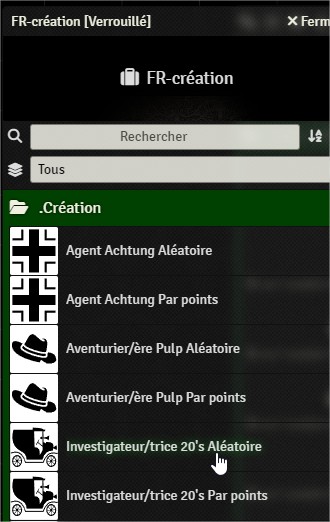 FR-création [Verrouillé]
Ferm
FR-création
Rechercher
Tous
.Création
Agent Achtung Aléatoire
Agent Achtung Par points
Aventurier/ère Pulp Aléatoire
Aventurier/ère Pulp Par points
Investigateur/trice 20's Aléatoire
Investigateur/trice 20's Par points